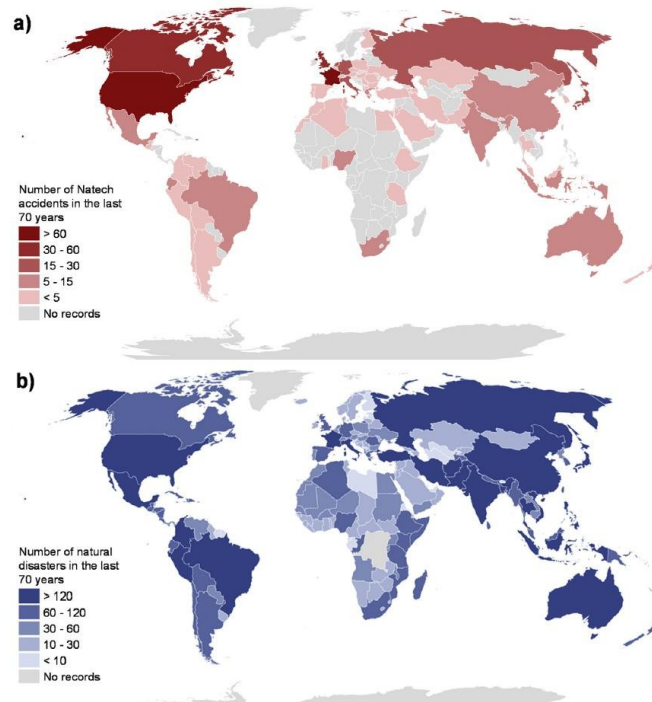 a)
Number of Natech
accidents in the last
70 years
> 60
30 - 60
15 - 30
5 - 15
< 5
No records
b)
Number of natural
disasters in the last
70 years
> 120
60 - 120
30 - 60
10 - 30
< 10
No records